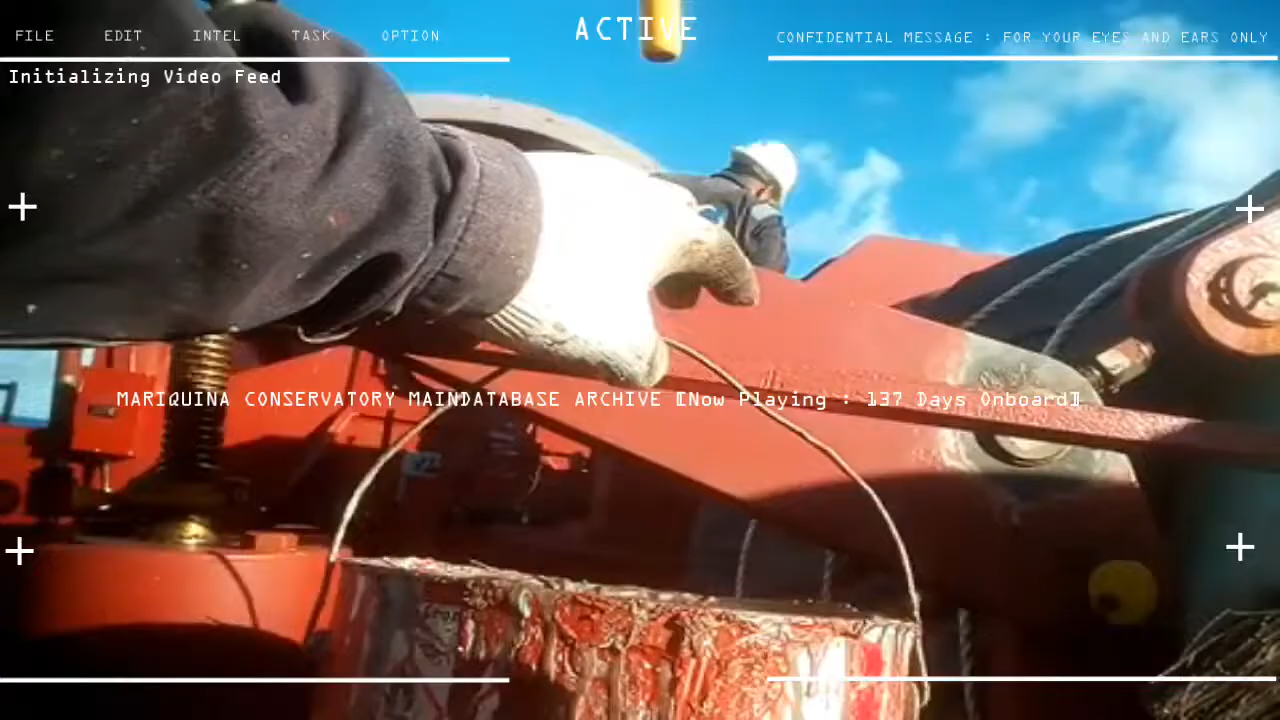 FILE EDIT INTEL TASK OPTION
ACTIVE
CONFIDENTIAL MESSAGE : FOR YOUR EYES AND EARS ONLY
Initializing Video Feed
MARIQUINA CONSERVATORY MAINDATABASE ARCHIVE [Now Playing : 137 Days Onboard]